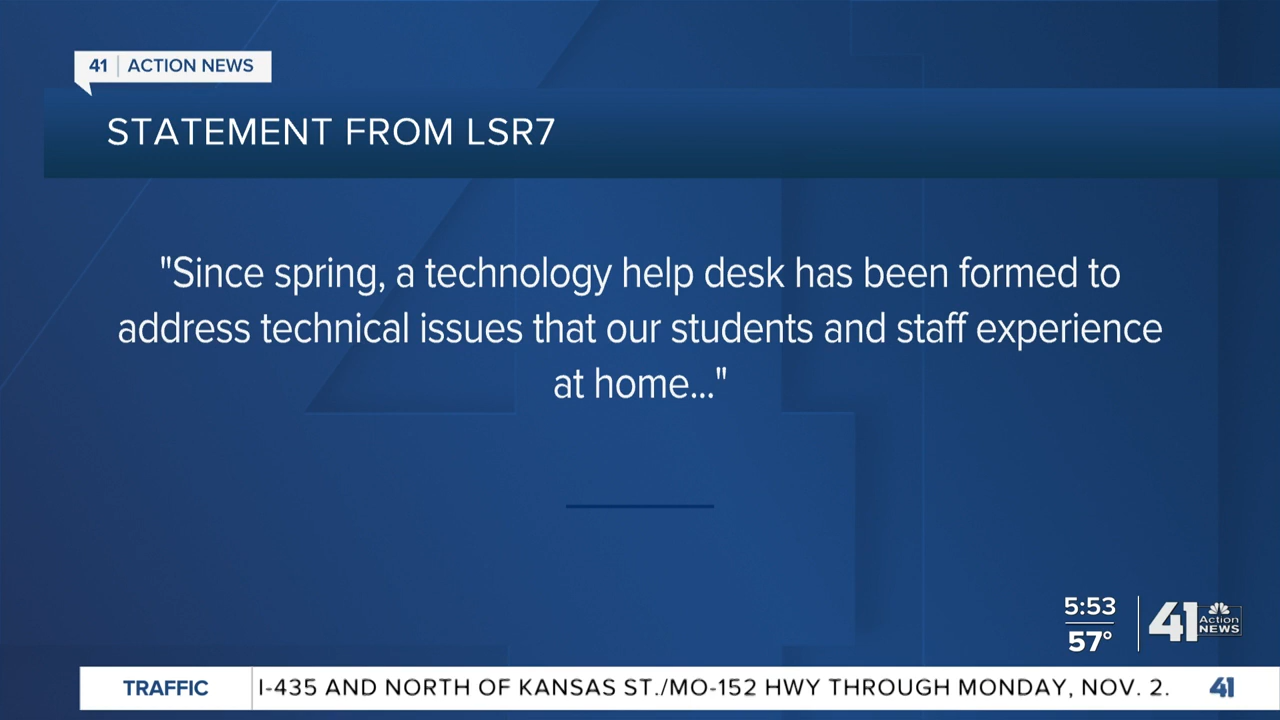 41 | ACTION NEWS
STATEMENT FROM LSR7
"Since spring, a technology help desk has been formed to
address technical issues that our students and staff experience
at home..."
5:53
57°
41 Action NEWS
TRAFFIC I-435 AND NORTH OF KANSAS ST./MO-152 HWY THROUGH MONDAY, NOV. 2. 41